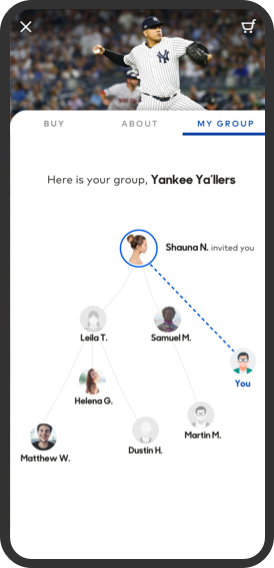 BUY ABOUT MY GROUP
Here is your group, Yankee Ya'llers
Shauna N. invited you
Leila T.
Samuel M.
You
Helena G.
Martin M.
Dustin H.
Matthew W.